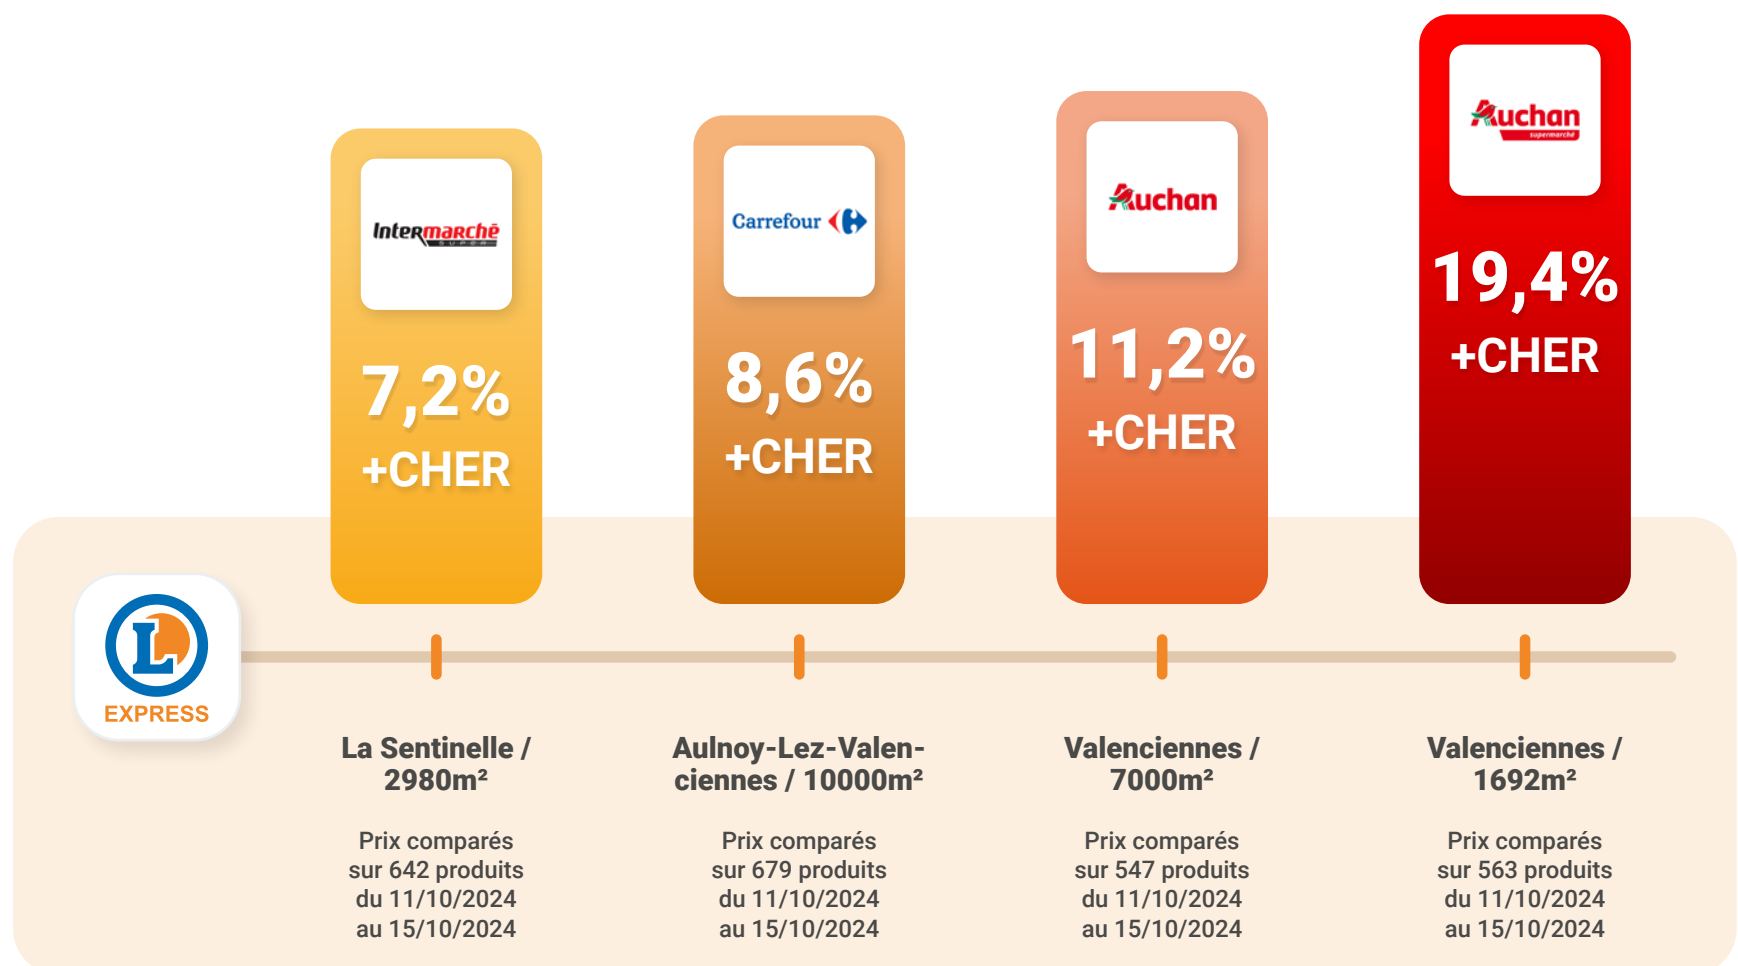 Intermarché
SUPER
7,2%
+CHER
Carrefour
8,6%
+CHER
Auchan
11,2%
+CHER
Auchan
supermarché
19,4%
+CHER
L
EXPRESS
La Sentinelle /
2980m²
Prix comparés
sur 642 produits
du 11/10/2024
au 15/10/2024
Aulnoy-Lez-Valen-
ciennes / 10000m²
Prix comparés
sur 679 produits
du 11/10/2024
au 15/10/2024
Valenciennes /
7000m²
Prix comparés
sur 547 produits
du 11/10/2024
au 15/10/2024
Valenciennes /
1692m²
Prix comparés
sur 563 produits
du 11/10/2024
au 15/10/2024